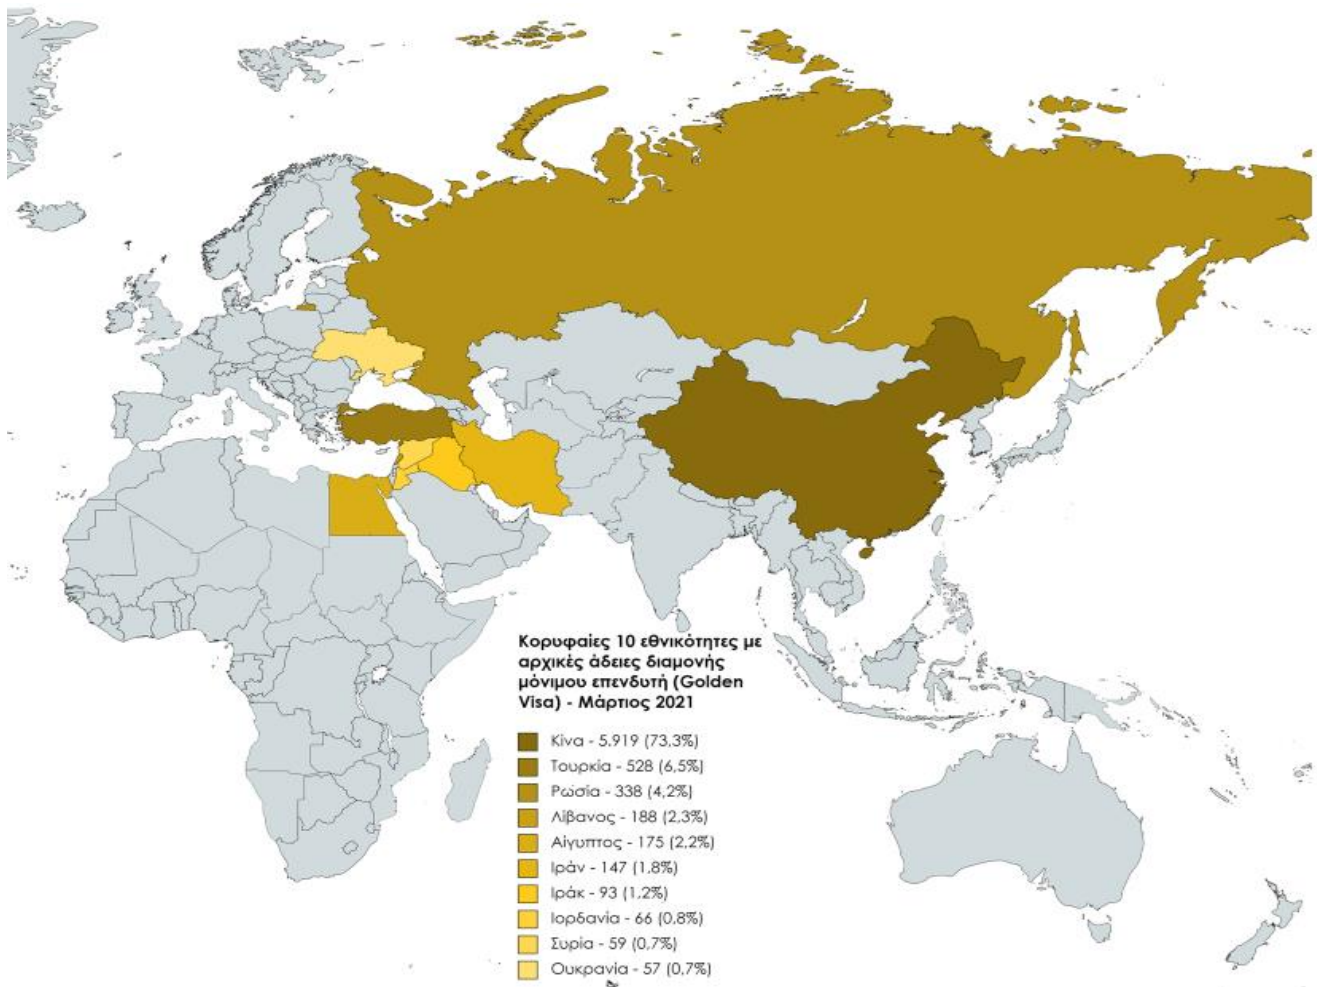 Κορυφαίες 10 εθνικότητες με
αρχικές άδειες διαμονής
μόνιμου επενδυτή (Golden
Visa) - Μάρτιος 2021
Κίνα - 5.919 (73,3%)
Τουρκία - 528 (6,5%)
Ρωσία - 338 (4,2%)
Λίβανος - 188 (2,3%)
Αίγυπτος - 175 (2,2%)
Ιράν - 147 (1,8%)
Ιράκ - 93 (1,2%)
Ιορδανία - 66 (0,8%)
Συρία - 59 (0,7%)
Ουκρανία - 57 (0,7%)